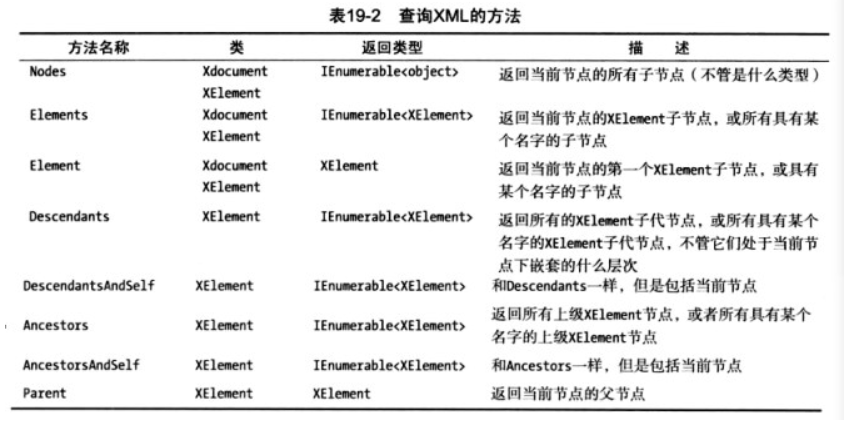 表19-2 查询XML的方法
方法名称 类 返回类型 描 述
Nodes Xdocument IEnumerable<object> 返回当前节点的所有子节点（不管是什么类型）
XElement
Elements Xdocument IEnumerable<XElement> 返回当前节点的XElement子节点，或所有具有某
XElement 个名字的子节点
Element Xdocument XElement 返回当前节点的第一个XElement子节点，或具有
XElement 某个名字的子节点
Descendants XElement IEnumerable<XElement> 返回所有的XElement子代节点，或所有具有某个
名字的XElement子代节点，不管它们处于当前节
点下嵌套的什么层次
DescendantsAndSelf XElement IEnumerable<XElement> 和Descendants一样，但是包括当前节点
Ancestors XElement IEnumerable<XElement> 返回所有上级XElement节点，或者所有具有某个
名字的上级XElement节点
AncestorsAndSelf XElement IEnumerable<XElement> 和Ancestors一样，但是包括当前节点
Parent XElement XElement 返回当前节点的父节点